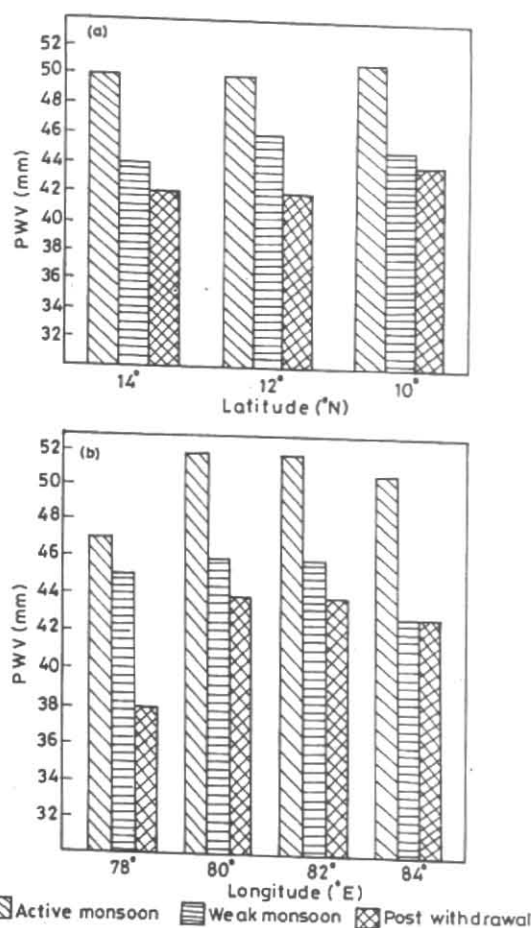 (a)
52
50
48
46
44
42
40
38
36
34
32
PWV (mm)
14° 12° 10°
Latitude (°N)
(b)
52
50
48
46
44
42
40
38
36
34
32
PWV (mm)
78° 80° 82° 84°
Longitude (°E)
Active monsoon Weak monsoon Post withdrawal